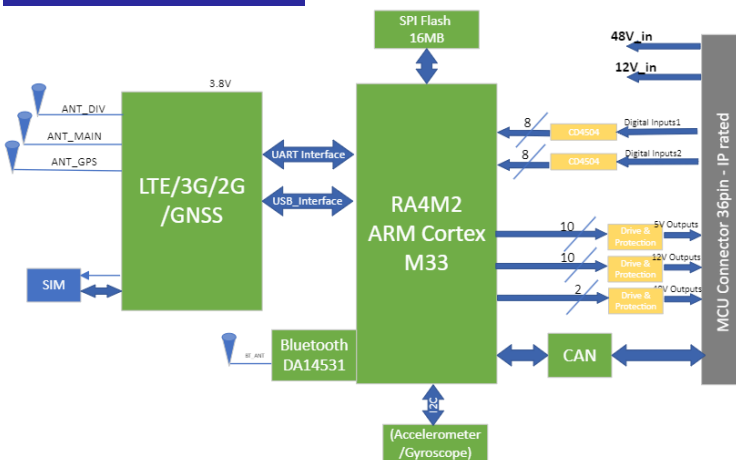 SPI Flash
16MB
48V_in
12V_in
3.8V
ANT_DIV
ANT_MAIN
ANT_GPS
LTE/3G/2G
/GNSS
UART Interface
USB_Interface
RA4M2
ARM Cortex
M33
8
CD4504
Digital Inputs1
8
CD4504
Digital Inputs2
10
Drive &
Protection
5V Outputs
10
Drive &
Protection
12V Outputs
2
Drive &
Protection
Outputs
MCU Connector 36pin - IP rated
SIM
BT_ANT
Bluetooth
DA14531
CAN
I2C
(Accelerometer
/Gyroscope)